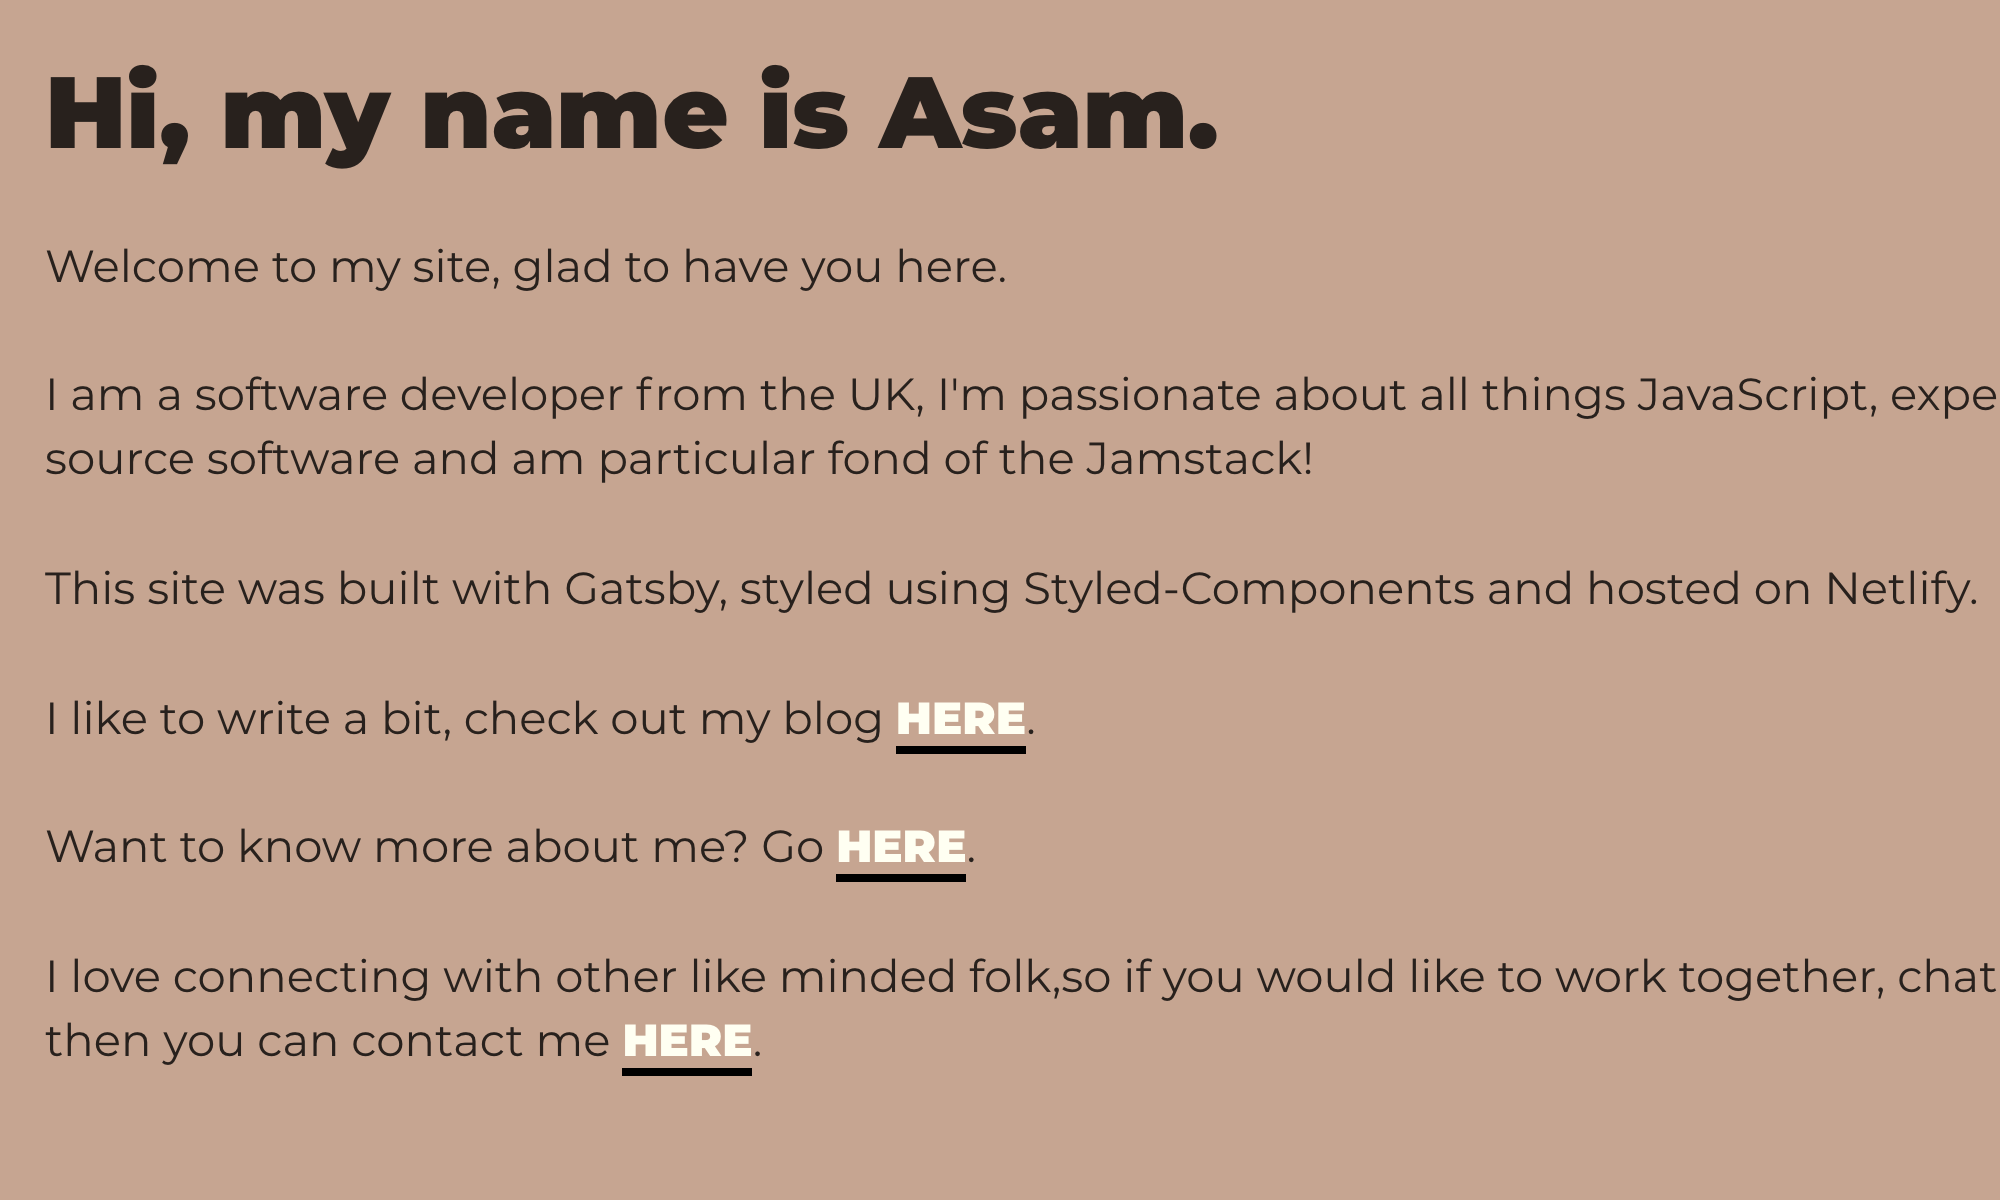 Hi, my name is Asam.
Welcome to my site, glad to have you here.
I am a software developer from the UK, I'm passionate about all things JavaScript, expe
source software and am particular fond of the Jamstack!
This site was built with Gatsby, styled using Styled-Components and hosted on Netlify.
I like to write a bit, check out my blog HERE.
Want to know more about me? Go HERE.
I love connecting with other like minded folk,so if you would like to work together, chat
then you can contact me HERE.